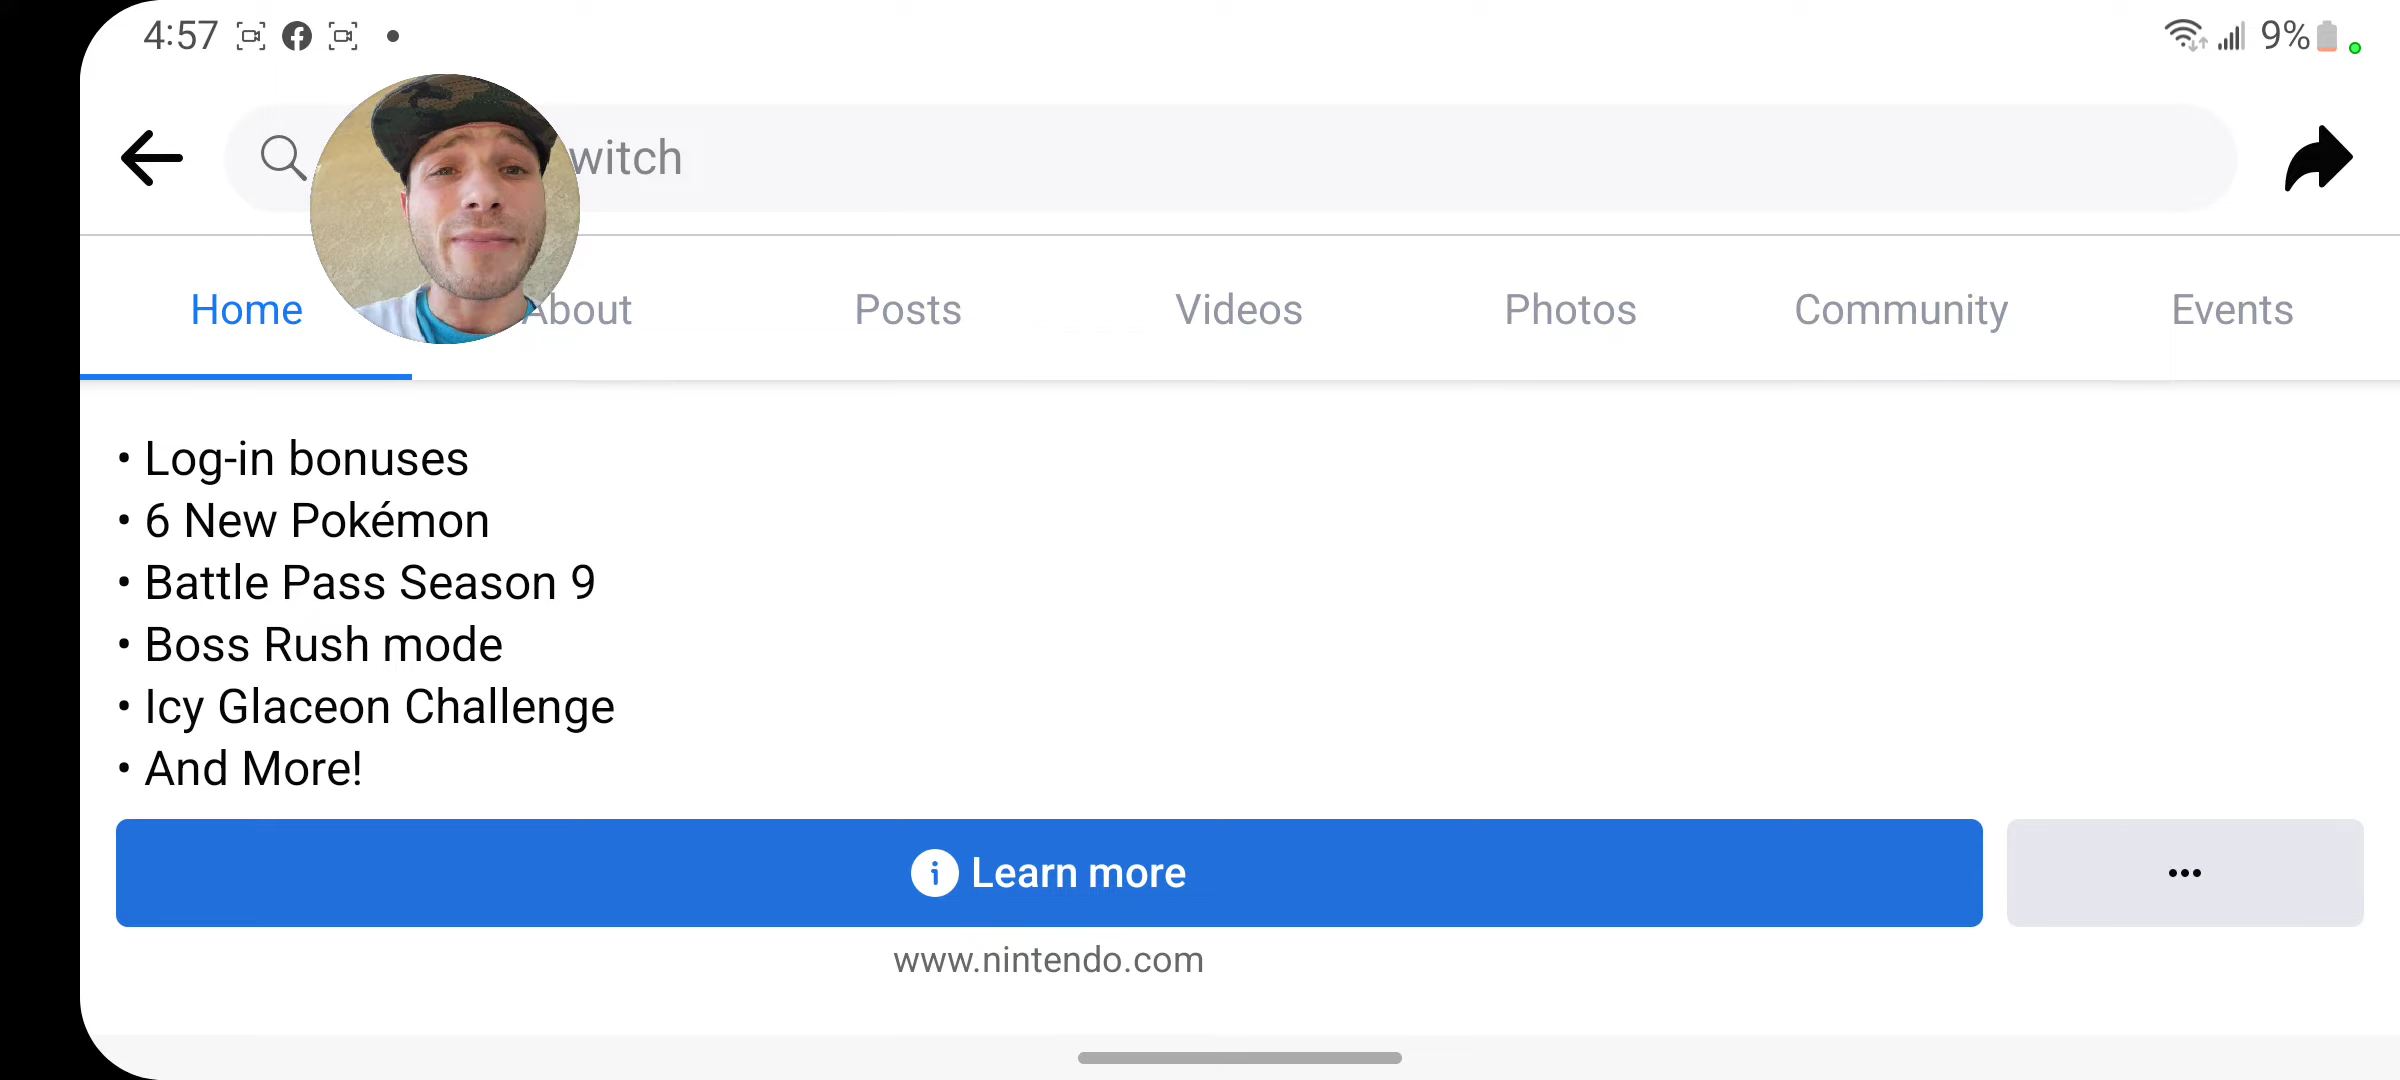 4:57 9%
witch
Home About Posts Videos Photos Community Events
• Log-in bonuses
• 6 New Pokémon
• Battle Pass Season 9
• Boss Rush mode
• Icy Glaceon Challenge
• And More!
Learn more
www.nintendo.com